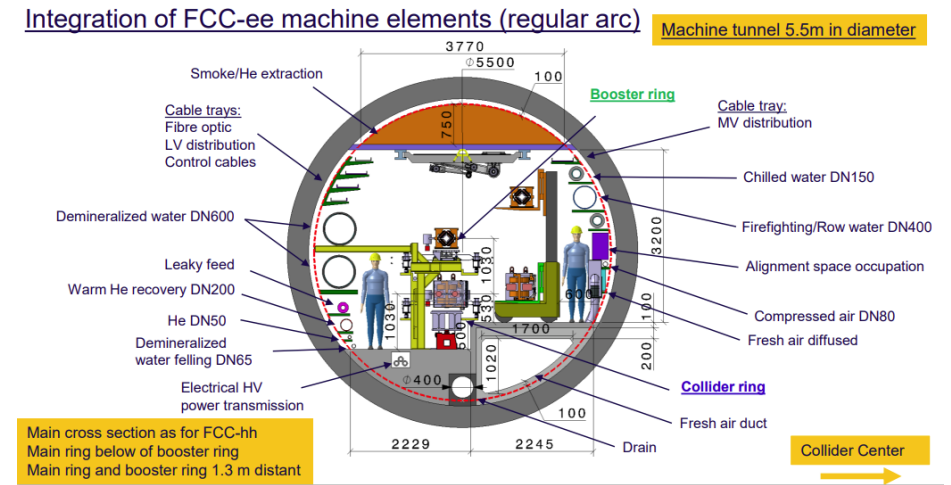 Integration of FCC-ee machine elements (regular arc)
Machine tunnel 5.5m in diameter
3770
Φ5500
100
Smoke/He extraction
Booster ring
Cable trays:
Fibre optic
LV distribution
Control cables
750
Cable tray:
MV distribution
Chilled water DN150
Demineralized water DN600
Firefighting/Row water DN400
3200
Leaky feed
1030
Alignment space occupation
Warm He recovery DN200
600
530
100
Compressed air DN80
He DN50
1030
1700
Fresh air diffused
Demineralized
water felling DN65
600
200
1020
Electrical HV
power transmission
Φ400
Collider ring
100
Fresh air duct
2229
2245
Drain
Main cross section as for FCC-hh
Main ring below of booster ring
Main ring and booster ring 1.3 m distant
Collider Center